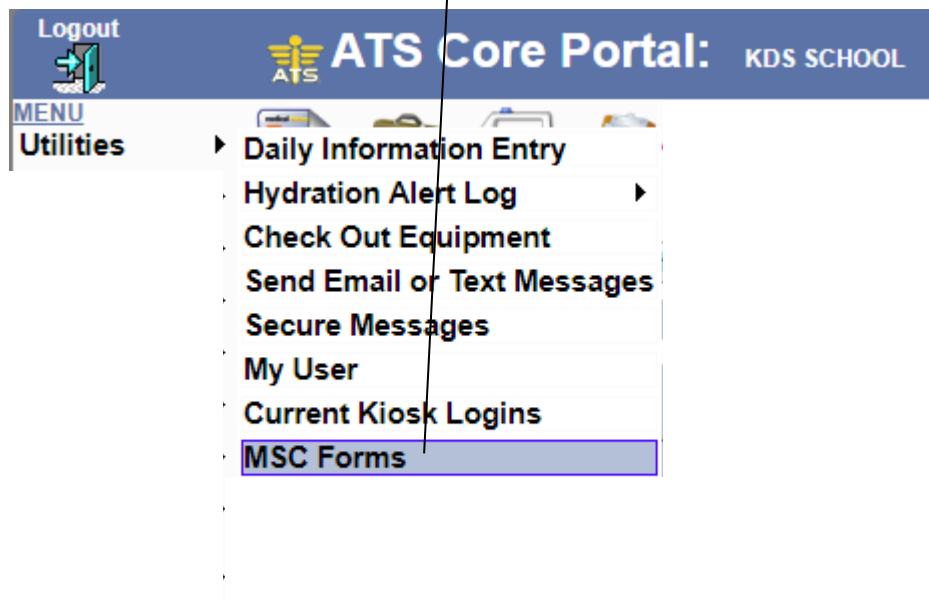 Logout
ATS ATS Core Portal: KDS SCHOOL
MENU
Utilities
Daily Information Entry
Hydration Alert Log
Check Out Equipment
Send Email or Text Messages
Secure Messages
My User
Current Kiosk Logins
MSC Forms